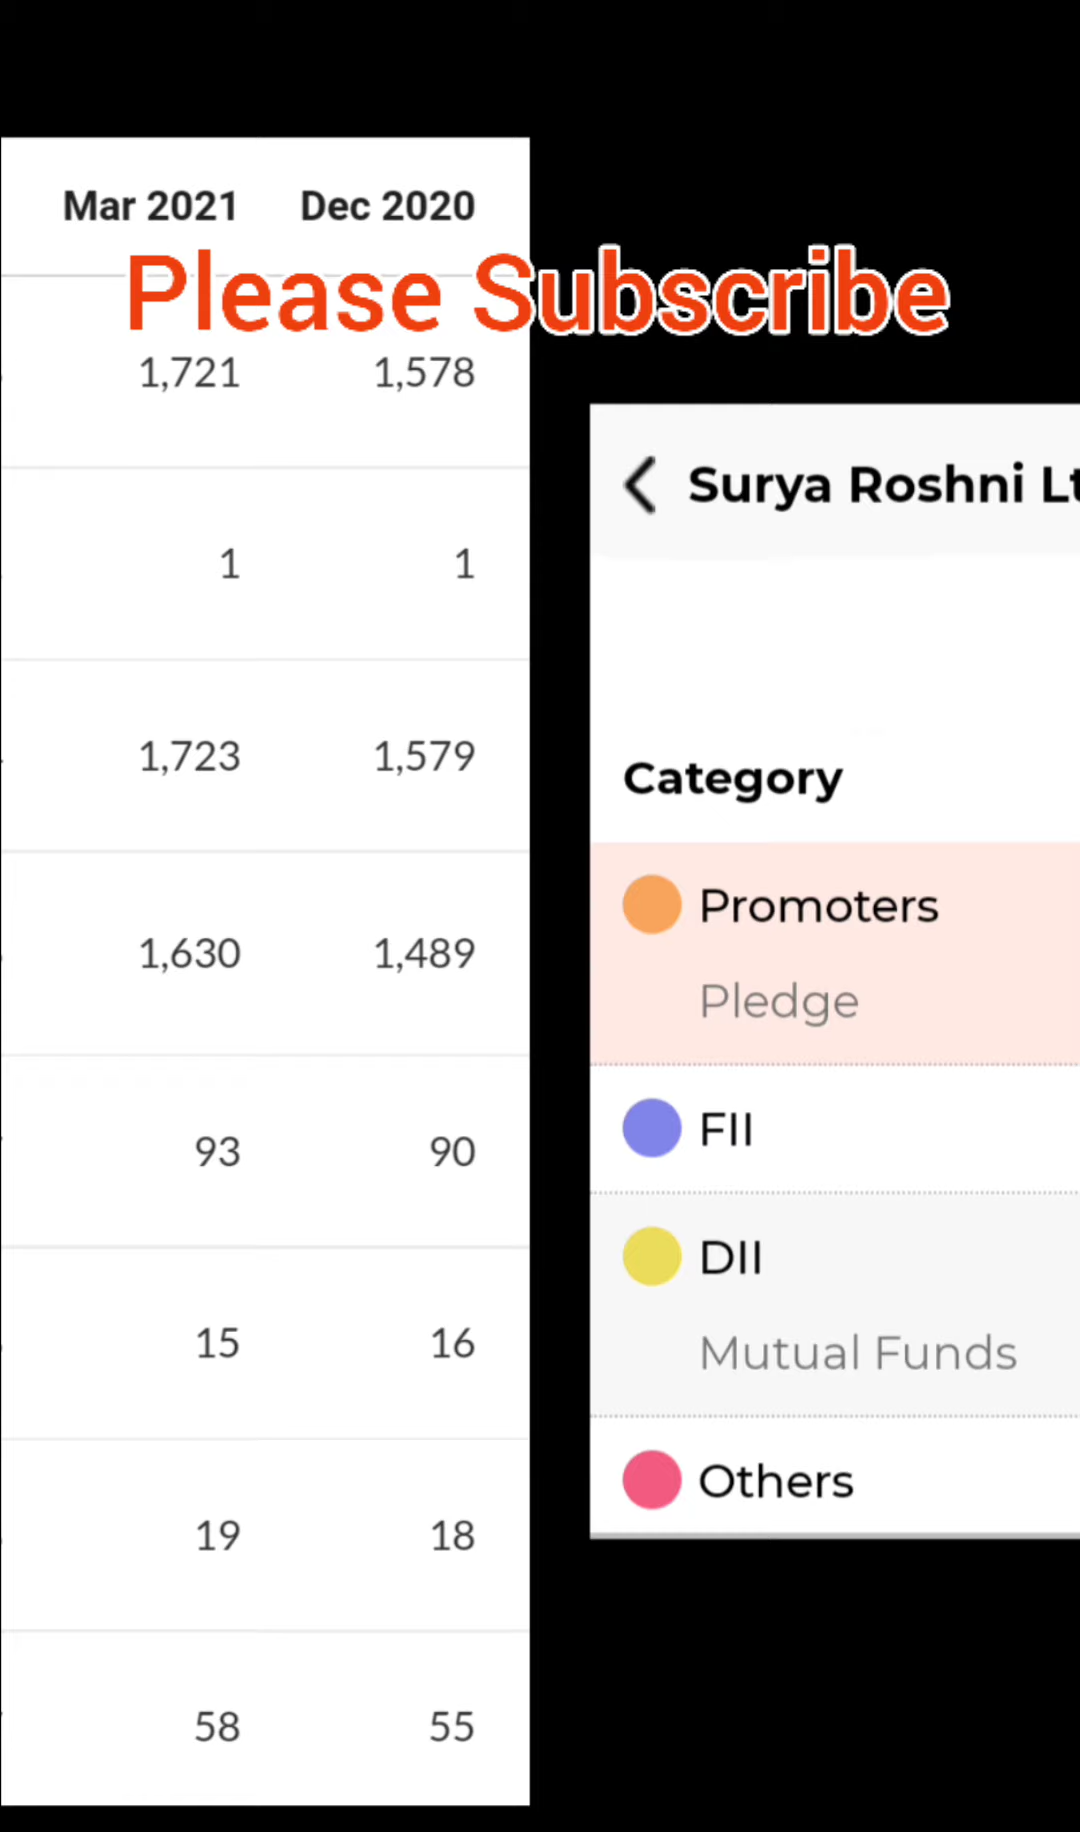 Mar 2021 Dec 2020
Please Subscribe
1,721 1,578
1 1
1,723 1,579
1,630 1,489
93 90
15 16
19 18
58 55
Surya Roshni Lt
Category
Promoters
Pledge
FII
DII
Mutual Funds
Others